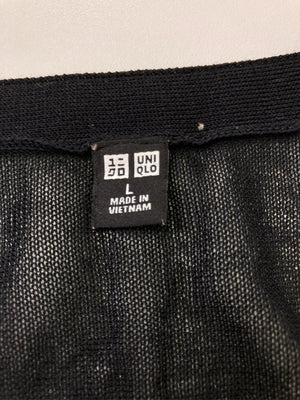 ユニ UNI
クロ QLO
L
MADE IN
VIETNAM